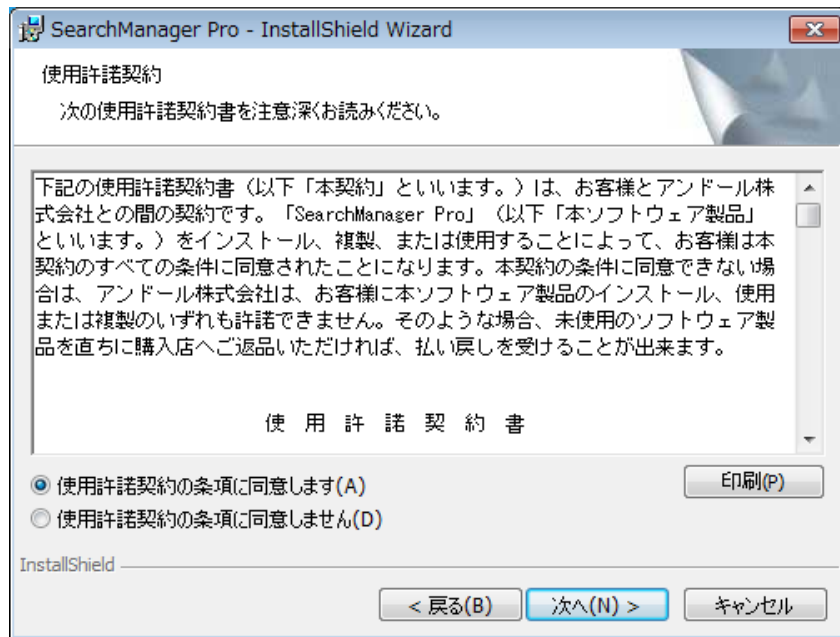 SearchManager Pro - InstallShield Wizard
使用許諾契約
次の使用許諾契約書を注意深くお読みください。
下記の使用許諾契約書（以下「本契約」といいます。）は、お客様とアンドール株
式会社との間の契約です。「SearchManager Pro」（以下「本ソフトウェア製品」
といいます。）をインストール、複製、または使用することによって、お客様は本
契約のすべての条件に同意されたことになります。本契約の条件に同意できない場
合は、アンドール株式会社は、お客様に本ソフトウェア製品のインストール、使用
または複製のいずれも許諾できません。そのような場合、未使用のソフトウェア製
品を直ちに購入店へご返品いただければ、払い戻しを受けることが出来ます。
使 用 許 諾 契 約 書
使用許諾契約の条項に同意します(A)
印刷(P)
使用許諾契約の条項に同意しません(D)
InstallShield
< 戻る(B)
次へ(N) >
キャンセル